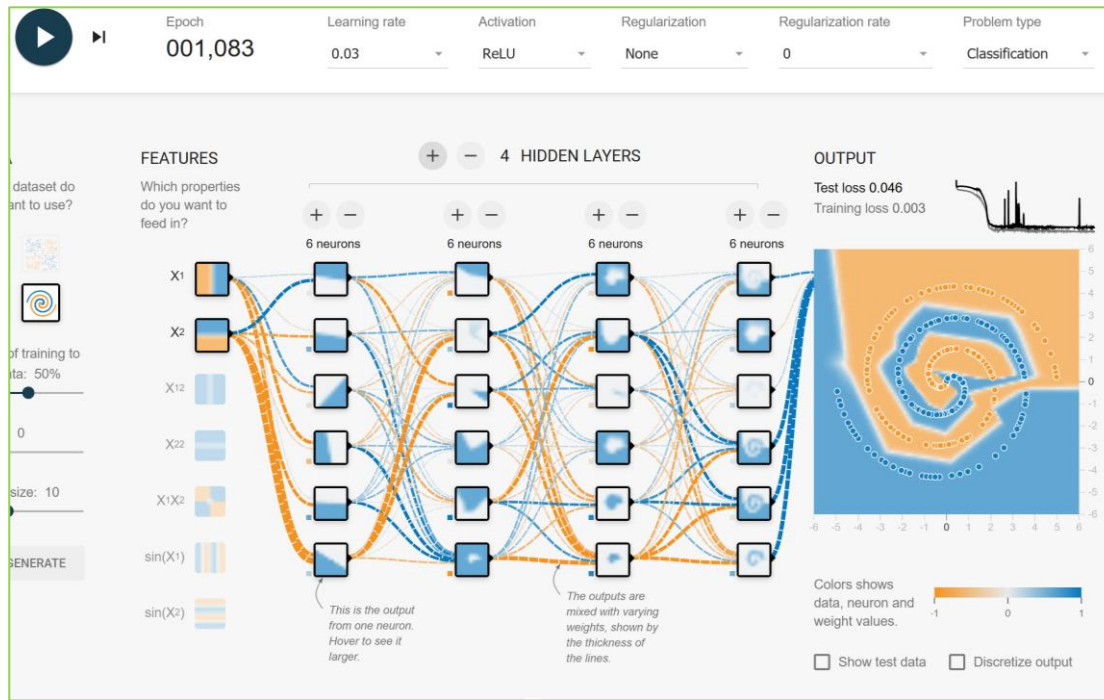 Epoch
001,083
Learning rate
0.03
Activation
ReLU
Regularization
None
Regularization rate
0
Problem type
Classification
A
dataset do
ant to use?
of training to
ata: 50%
0
size: 10
GENERATE
FEATURES
Which properties
do you want to
feed in?
X1
X2
X12
X22
X1X2
sin(X1)
sin(X2)
+ − 4 HIDDEN LAYERS
+ −
6 neurons
+ −
6 neurons
+ −
6 neurons
+ −
6 neurons
This is the output
from one neuron.
Hover to see it
larger.
The outputs are
mixed with varying
weights, shown by
the thickness of
the lines.
OUTPUT
Test loss 0.046
Training loss 0.003
6
5
4
3
2
1
0
-1
-2
-3
-4
-5
-6
-6 -5 -4 -3 -2 -1 0 1 2 3 4 5 6
Colors shows
data, neuron and
weight values.
-1 0 1
Show test data
Discretize output